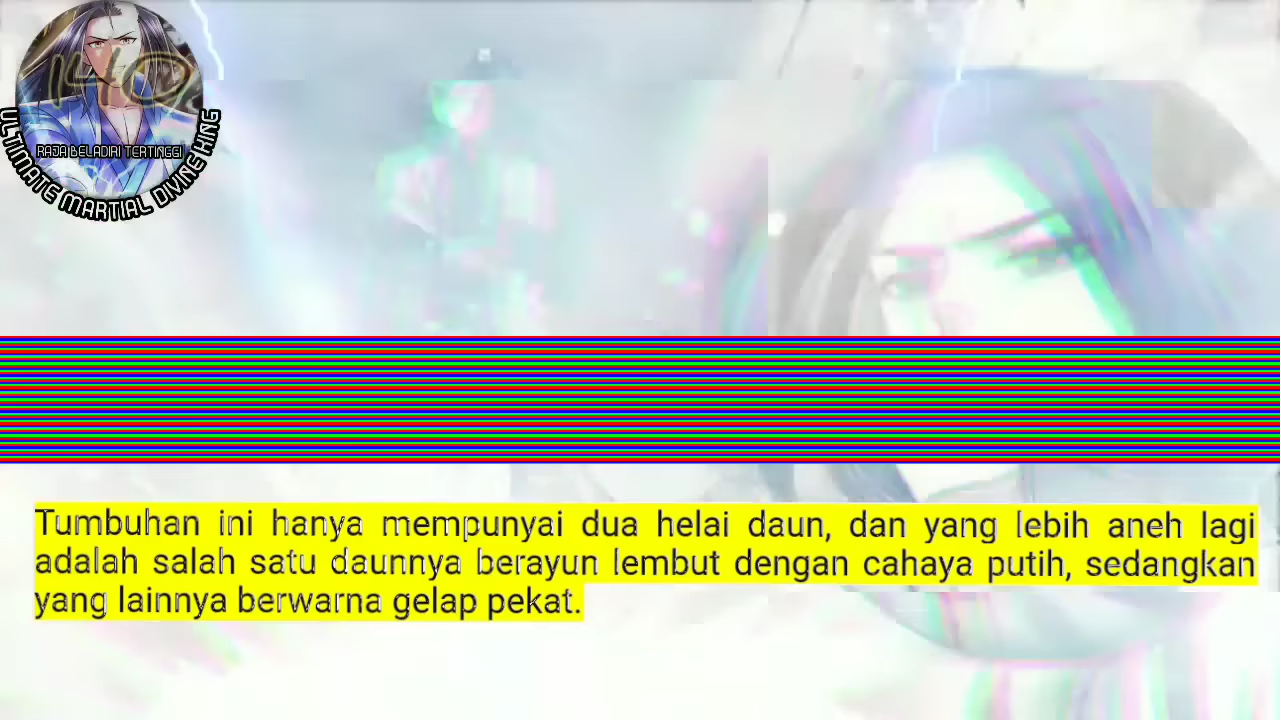 140
RAJA BELADIRI TERTINGGI
ULTIMATE MARTIAL DIVINE KING
Tumbuhan ini hanya mempunyai dua helai daun, dan yang lebih aneh lagi
adalah salah satu daunnya berayun lembut dengan cahaya putih, sedangkan
yang lainnya berwarna gelap pekat.